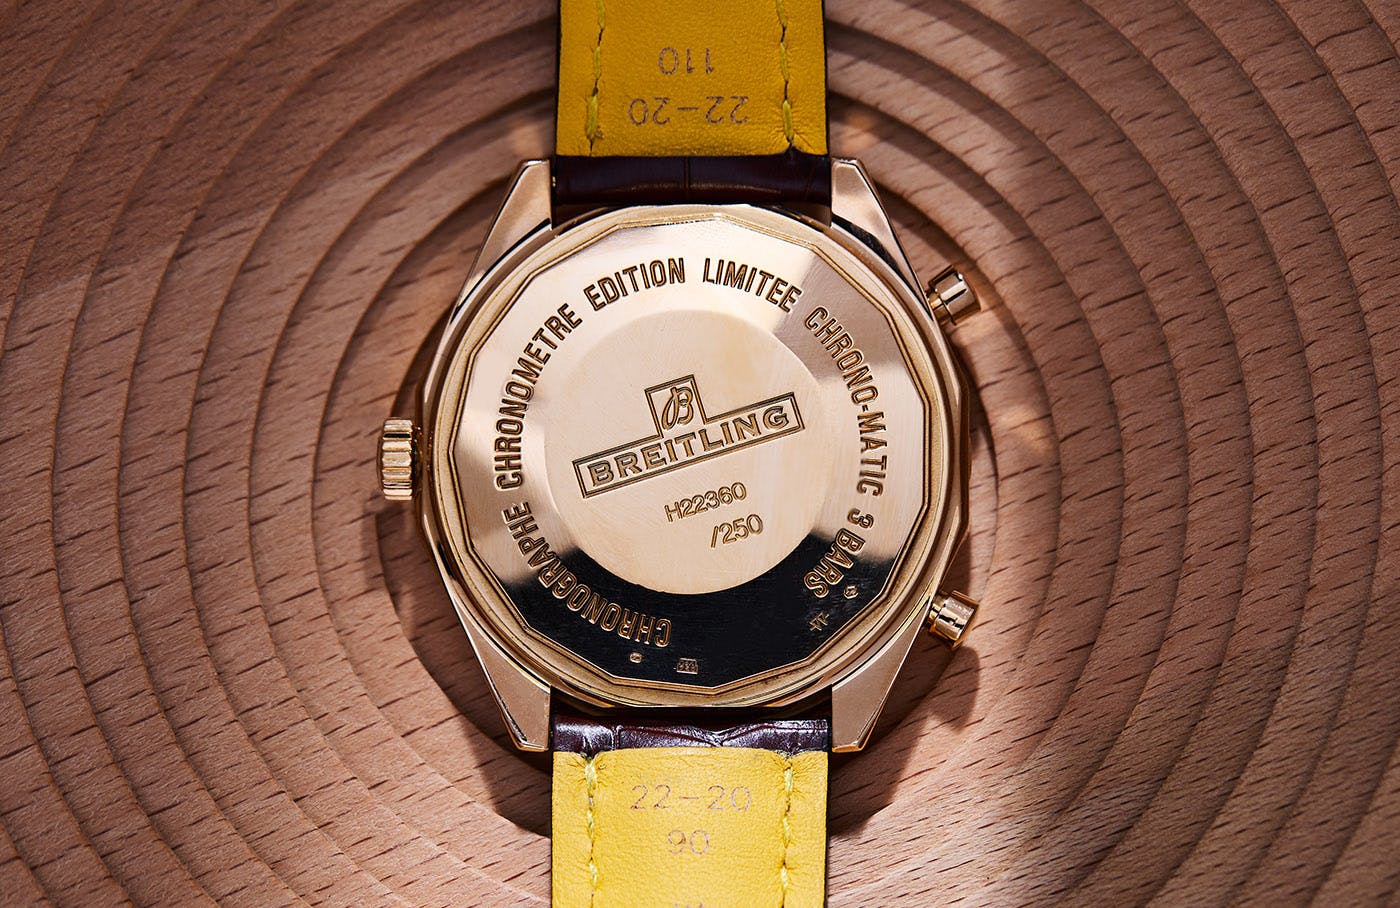 110
22-20
CHRONOGRAPHE CHRONOMETRE EDITION LIMITEE CHRONO-MATIC 3 BARS
B
BREITLING
H22360
/250
22-20
90